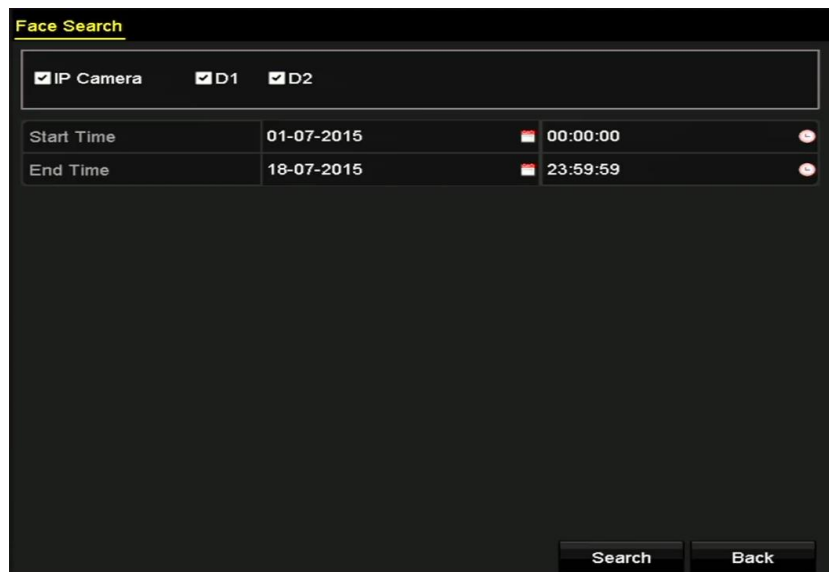 Face Search
IP Camera D1 D2
Start Time 01-07-2015 00:00:00
End Time 18-07-2015 23:59:59
Search Back